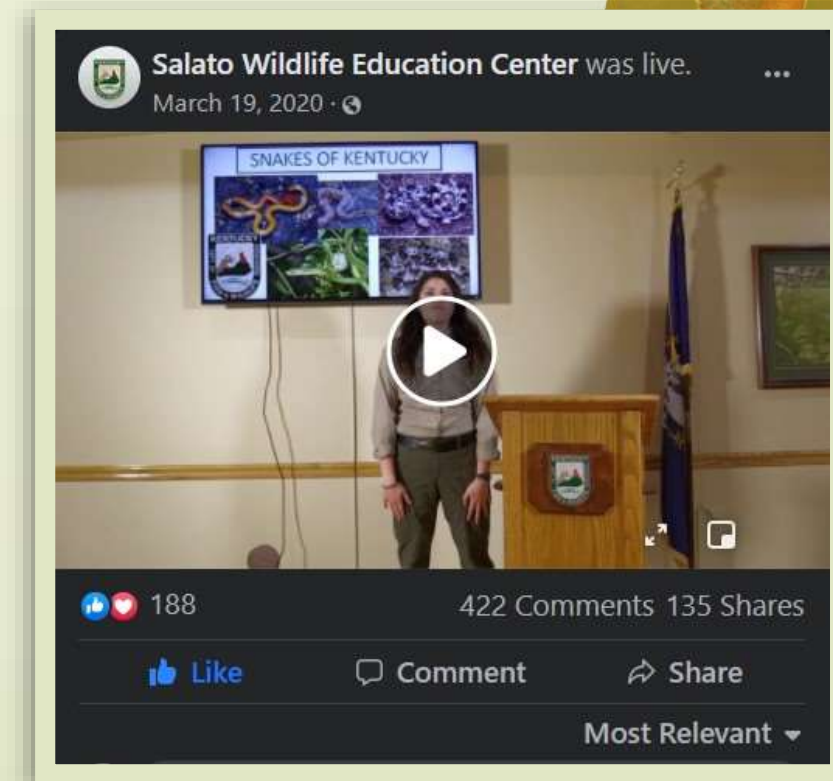 Salato Wildlife Education Center was live.
March 19, 2020 ·
SNAKES OF KENTUCKY
KENTUCKY
188
422 Comments 135 Shares
Like
Comment
Share
Most Relevant